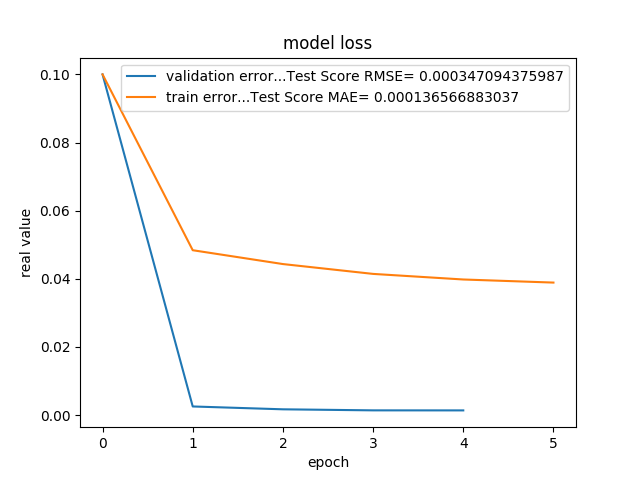 model loss
validation error...Test Score RMSE= 0.000347094375987
train error...Test Score MAE= 0.000136566883037
real value
0.10
0.08
0.06
0.04
0.02
0.00
0 1 2 3 4 5
epoch